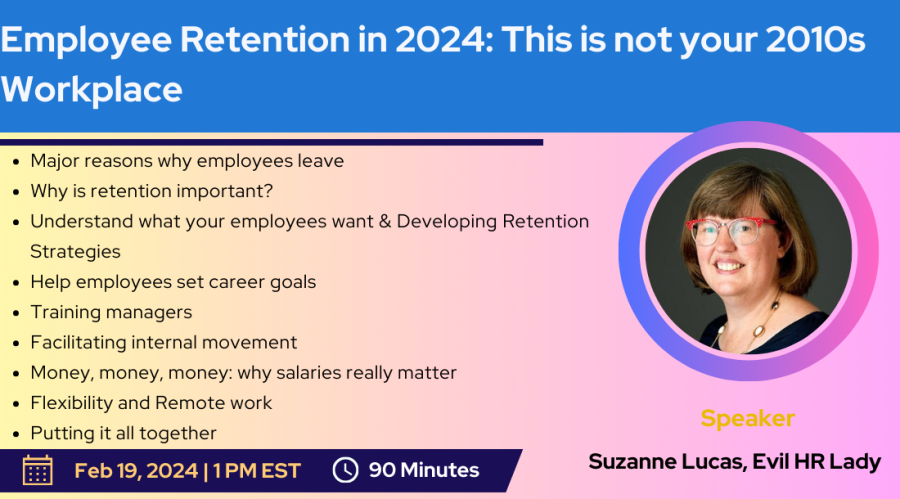 Employee Retention in 2024: This is not your 2010s
Workplace
Major reasons why employees leave
Why is retention important?
Understand what your employees want & Developing Retention
Strategies
Help employees set career goals
Training managers
Facilitating internal movement
Money, money, money: why salaries really matter
Flexibility and Remote work
Putting it all together
Feb 19, 2024 | 1 PM EST
90 Minutes
Speaker
Suzanne Lucas, Evil HR Lady